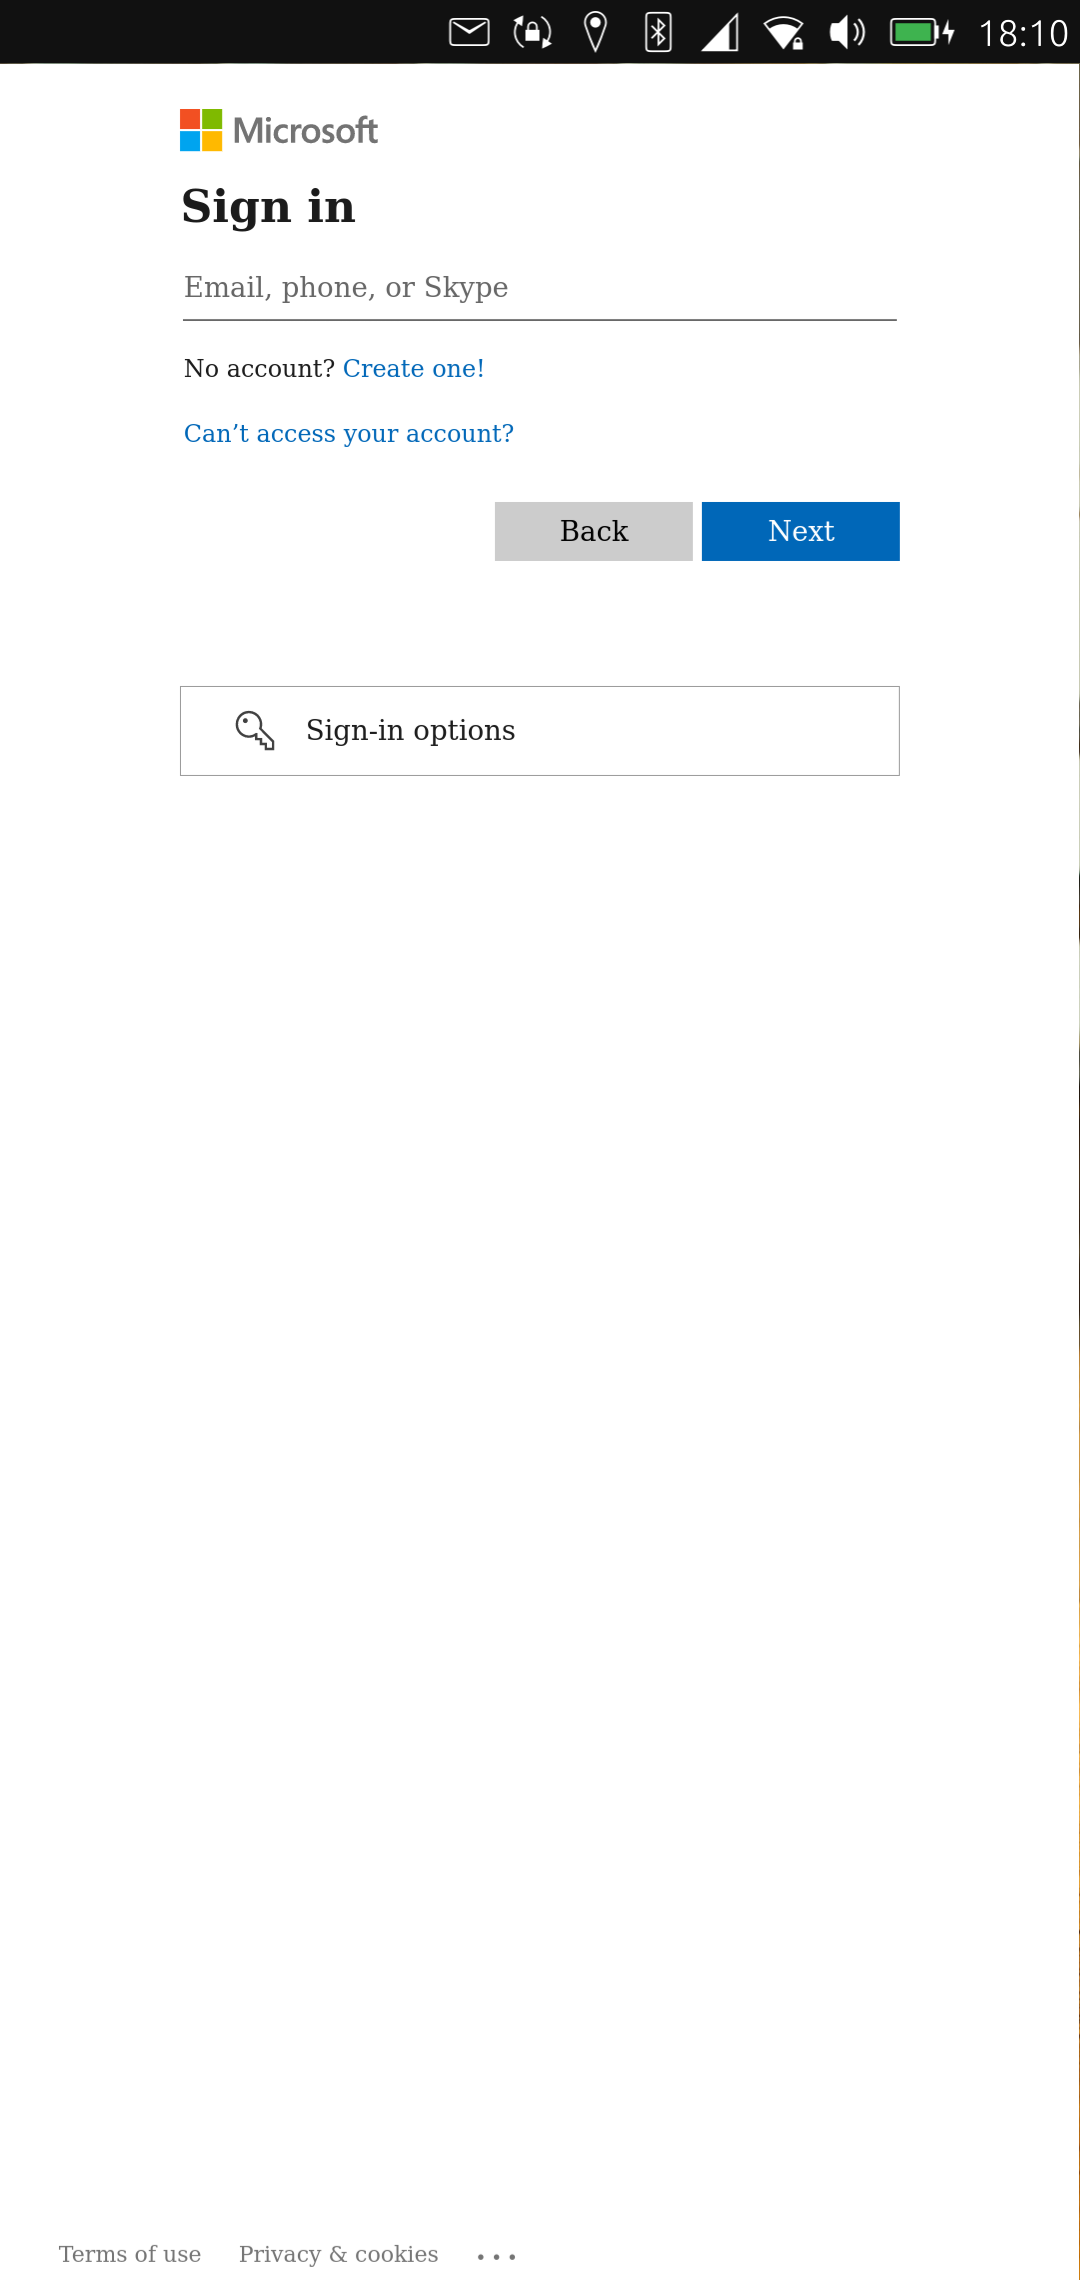 18:10
Microsoft
Sign in
Email, phone, or Skype
No account? Create one!
Can’t access your account?
Back Next
Sign-in options
Terms of use Privacy & cookies ...